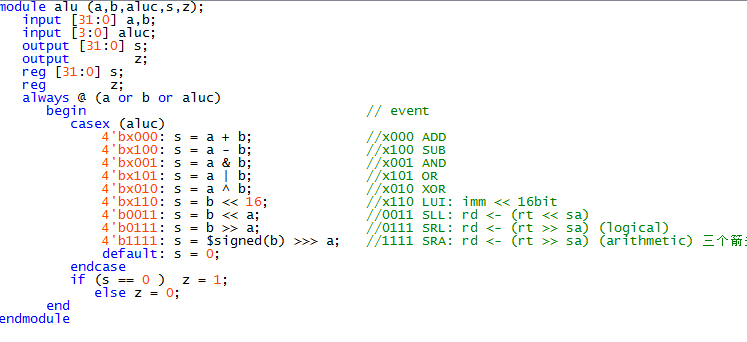 module alu (a,b,aluc,s,z);
input [31:0] a,b;
input [3:0] aluc;
output [31:0] s;
output z;
reg [31:0] s;
reg z;
always @ (a or b or aluc)
begin // event
casex (aluc)
4'bx000: s = a + b; //x000 ADD
4'bx100: s = a - b; //x100 SUB
4'bx001: s = a & b; //x001 AND
4'bx101: s = a | b; //x101 OR
4'bx010: s = a ^ b; //x010 XOR
4'bx110: s = b << 16; //x110 LUI: imm << 16bit
4'b0011: s = b << a; //0011 SLL: rd <- (rt << sa)
4'b0111: s = b >> a; //0111 SRL: rd <- (rt >> sa) (logical)
4'b1111: s = $signed(b) >>> a; //1111 SRA: rd <- (rt >> sa) (arithmetic) 三个箭
default: s = 0;
endcase
if (s == 0 ) z = 1;
else z = 0;
end
endmodule